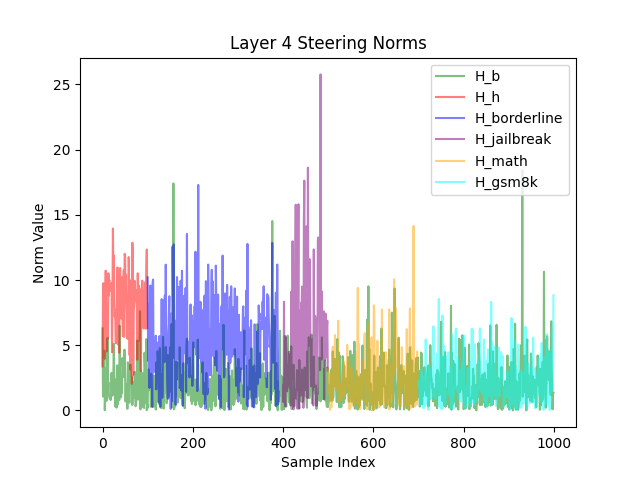 Layer 4 Steering Norms
Norm Value
25
20
15
10
5
0
H_b
H_h
H_borderline
H_jailbreak
H_math
H_gsm8k
0 200 400 600 800 1000
Sample Index